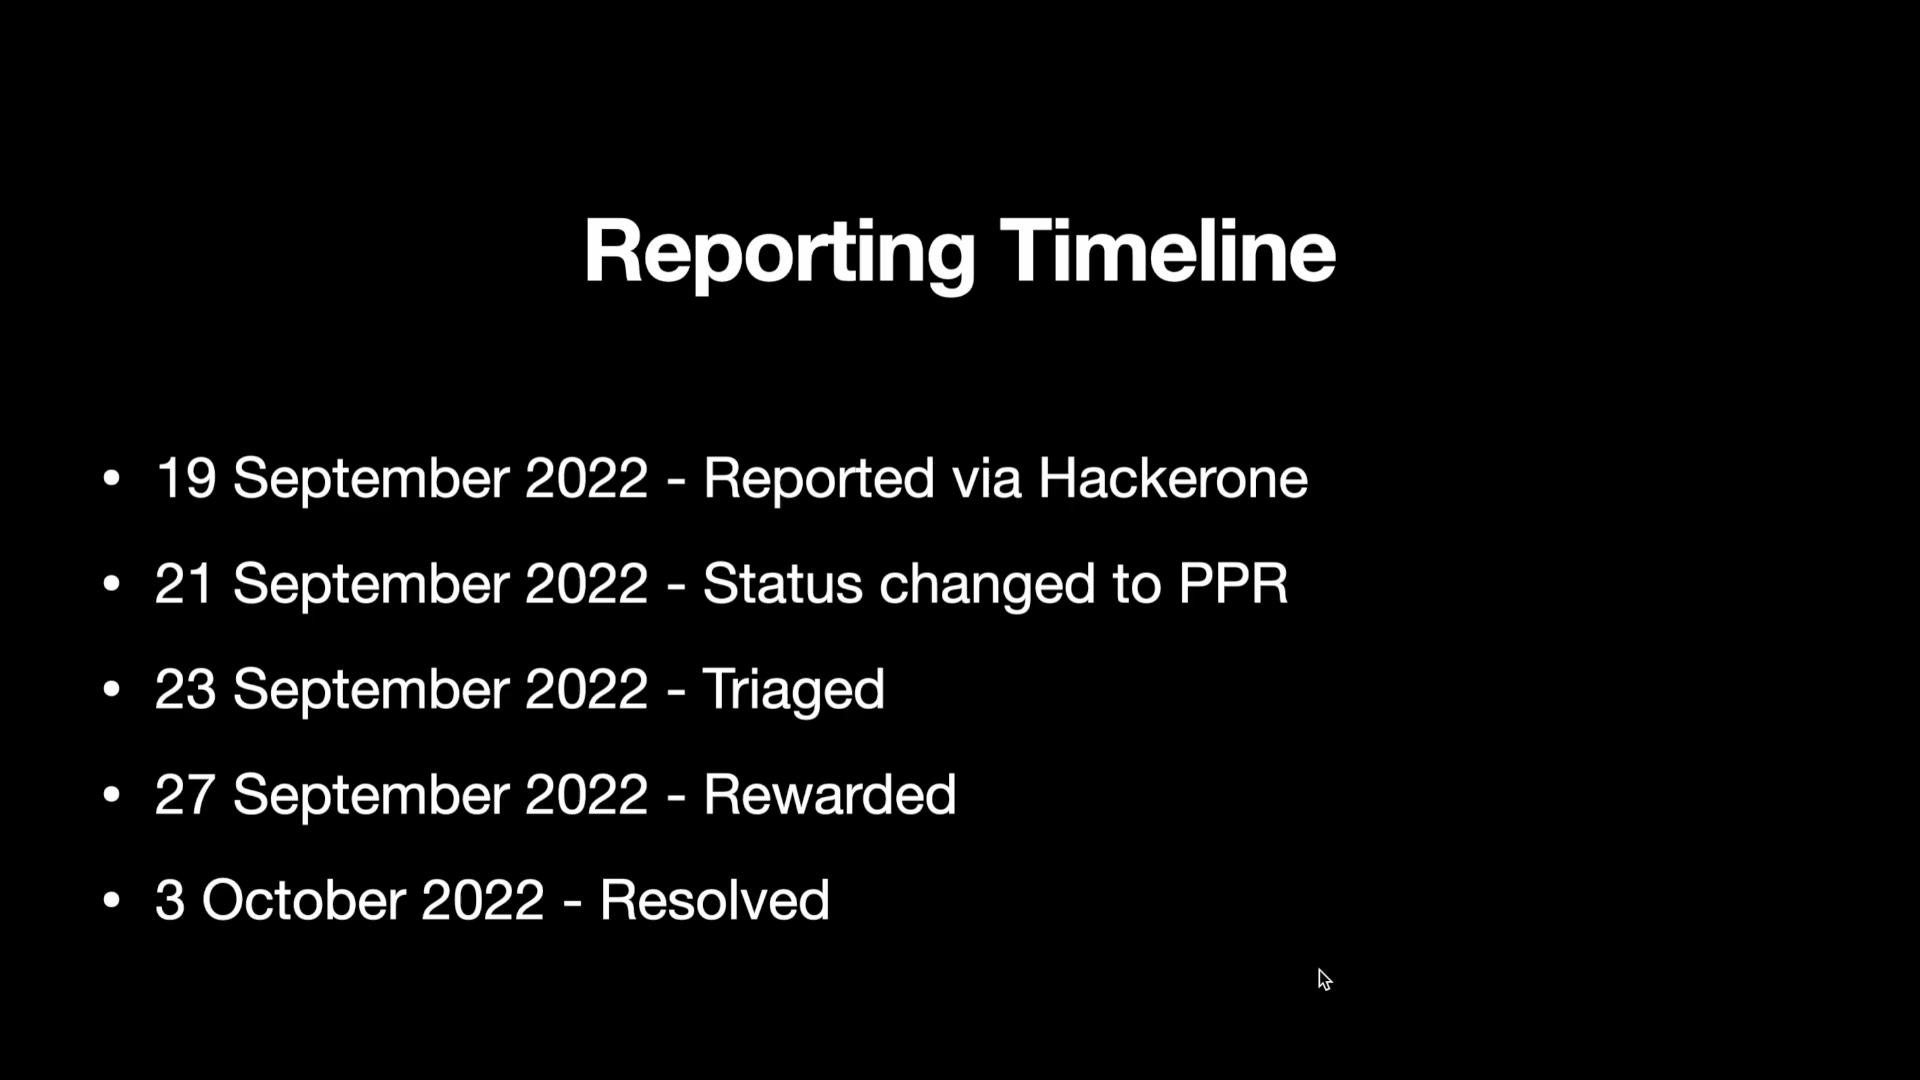 Reporting Timeline
• 19 September 2022 - Reported via Hackerone
• 21 September 2022 - Status changed to PPR
• 23 September 2022 - Triaged
• 27 September 2022 - Rewarded
• 3 October 2022 - Resolved